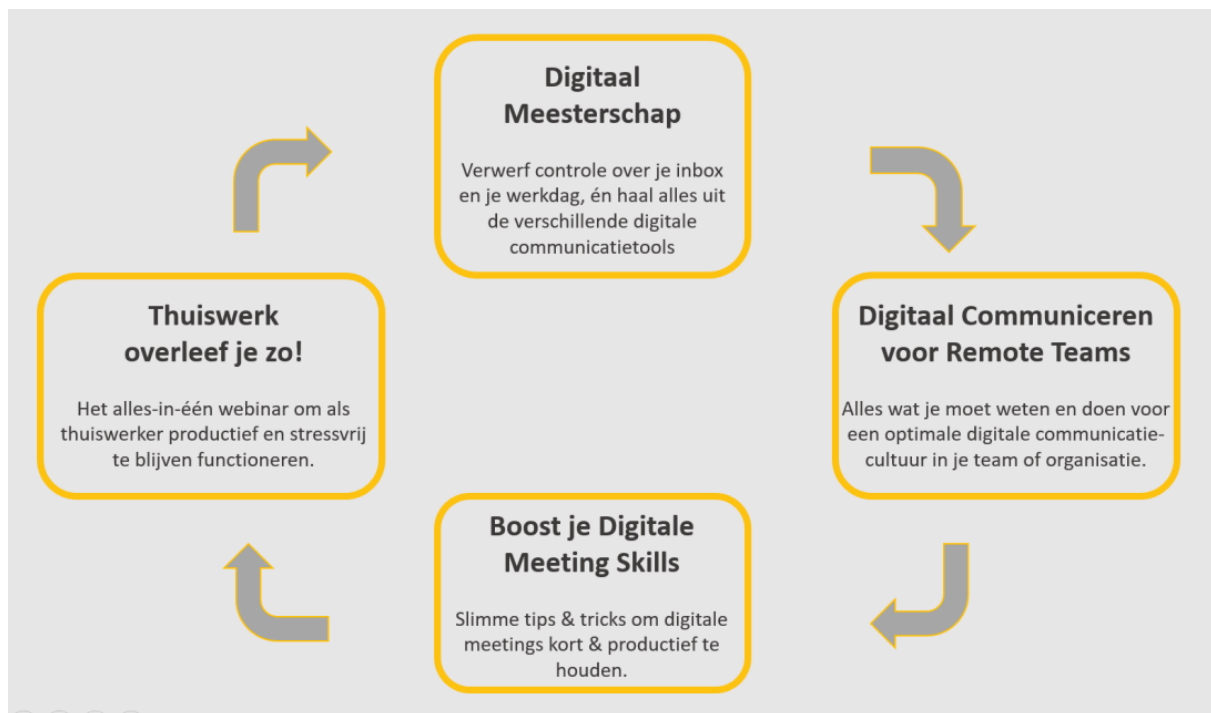 Digitaal
Meesterschap
Verwerf controle over je inbox
en je werkdag, én haal alles uit
de verschillende digitale
communicatietools
Digitaal Communiceren
voor Remote Teams
Alles wat je moet weten en doen voor
een optimale digitale communicatie-
cultuur in je team of organisatie.
Boost je Digitale
Meeting Skills
Slimme tips & tricks om digitale
meetings kort & productief te
houden.
Thuiswerk
overleef je zo!
Het alles-in-één webinar om als
thuiswerker productief en stressvrij
te blijven functioneren.